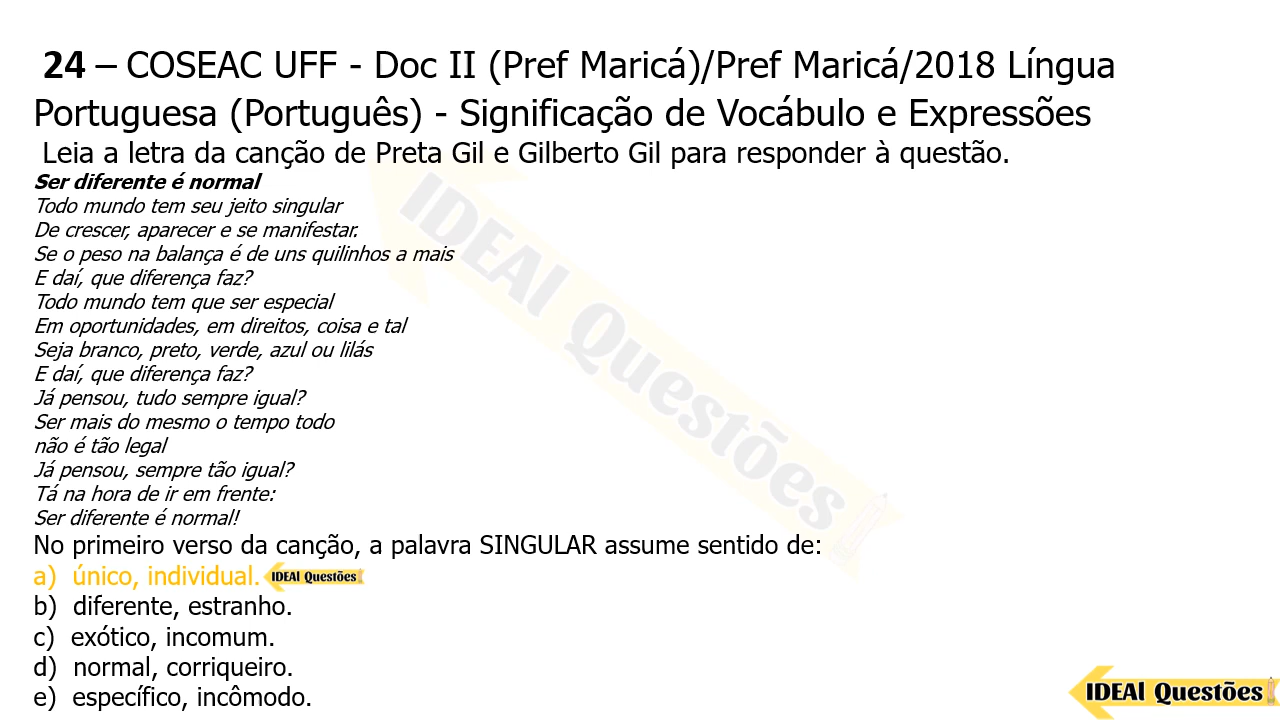 24 – COSEAC UFF - Doc II (Pref Maricá)/Pref Maricá/2018 Língua
Portuguesa (Português) - Significação de Vocábulo e Expressões
Leia a letra da canção de Preta Gil e Gilberto Gil para responder à questão.
Ser diferente é normal
Todo mundo tem seu jeito singular
De crescer, aparecer e se manifestar.
Se o peso na balança é de uns quilinhos a mais
E daí, que diferença faz?
Todo mundo tem que ser especial
Em oportunidades, em direitos, coisa e tal
Seja branco, preto, verde, azul ou lilás
E daí, que diferença faz?
Já pensou, tudo sempre igual?
Ser mais do mesmo o tempo todo
não é tão legal
Já pensou, sempre tão igual?
Tá na hora de ir em frente:
Ser diferente é normal!
IDEAl Questões
No primeiro verso da canção, a palavra SINGULAR assume sentido de:
a) único, individual. IDEAl Questões
b) diferente, estranho.
c) exótico, incomum.
d) normal, corriqueiro.
e) específico, incômodo.
IDEAl Questões